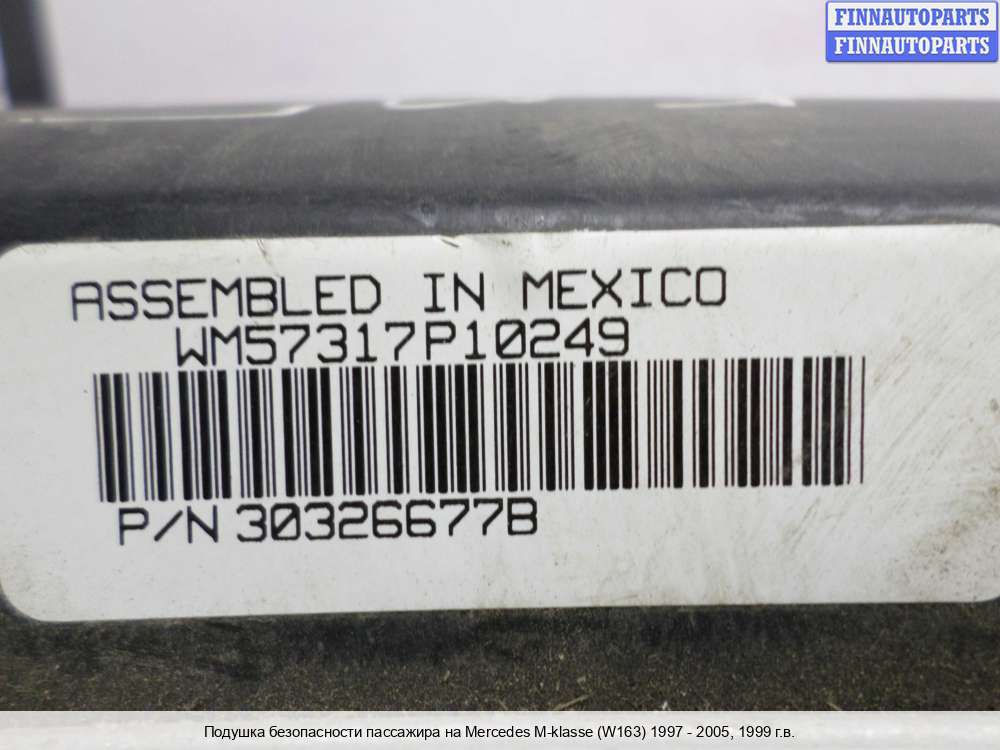 FINNAUTOPARTS
FINNAUTOPARTS
ASSEMBLED IN MEXICO
WM57317P10249
P/N 30326677B
Подушка безопасности пассажира на Mercedes M-klasse (W163) 1997 - 2005, 1999 г.в.